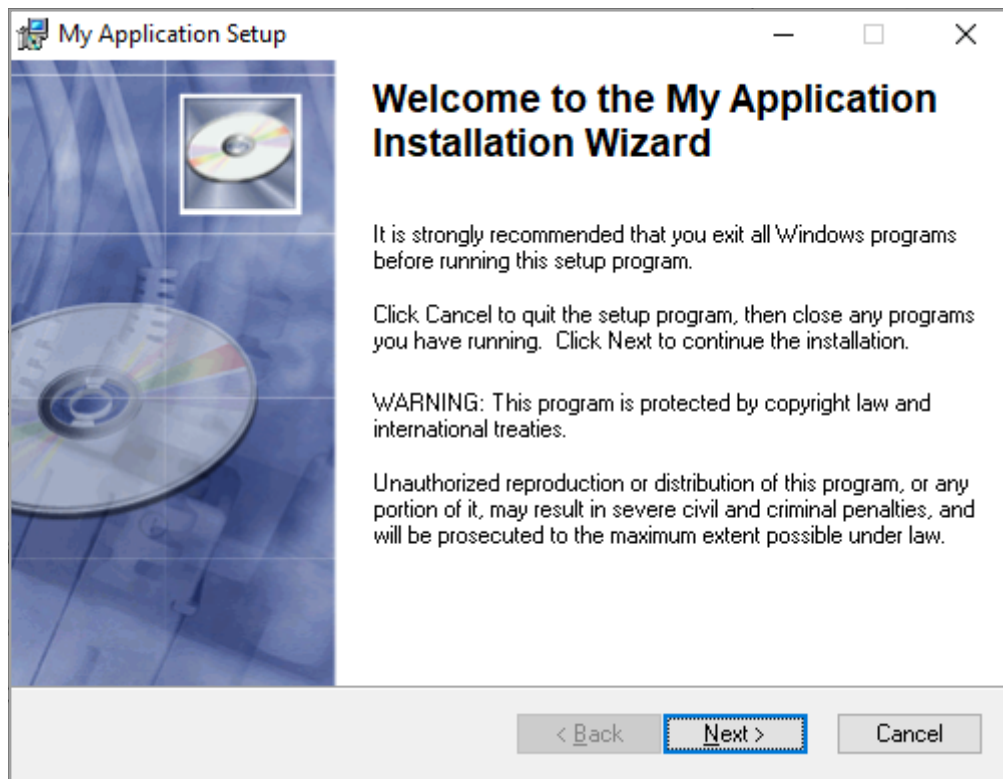 My Application Setup
Welcome to the My Application
Installation Wizard
It is strongly recommended that you exit all Windows programs
before running this setup program.
Click Cancel to quit the setup program, then close any programs
you have running.  Click Next to continue the installation.
WARNING: This program is protected by copyright law and
international treaties.
Unauthorized reproduction or distribution of this program, or any
portion of it, may result in severe civil and criminal penalties, and
will be prosecuted to the maximum extent possible under law.
< Back
Next >
Cancel